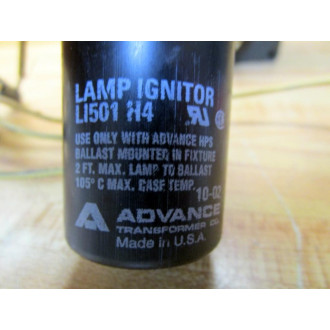 LAMP IGNITOR
LI501 H4
USE ONLY WITH ADVANCE HPS
BALLAST MOUNTED IN FIXTURE
2 FT. MAX. LAMP TO BALLAST
105° C MAX. CASE TEMP.
10-02
ADVANCE
TRANSFORMER CO.
Made in U.S.A.